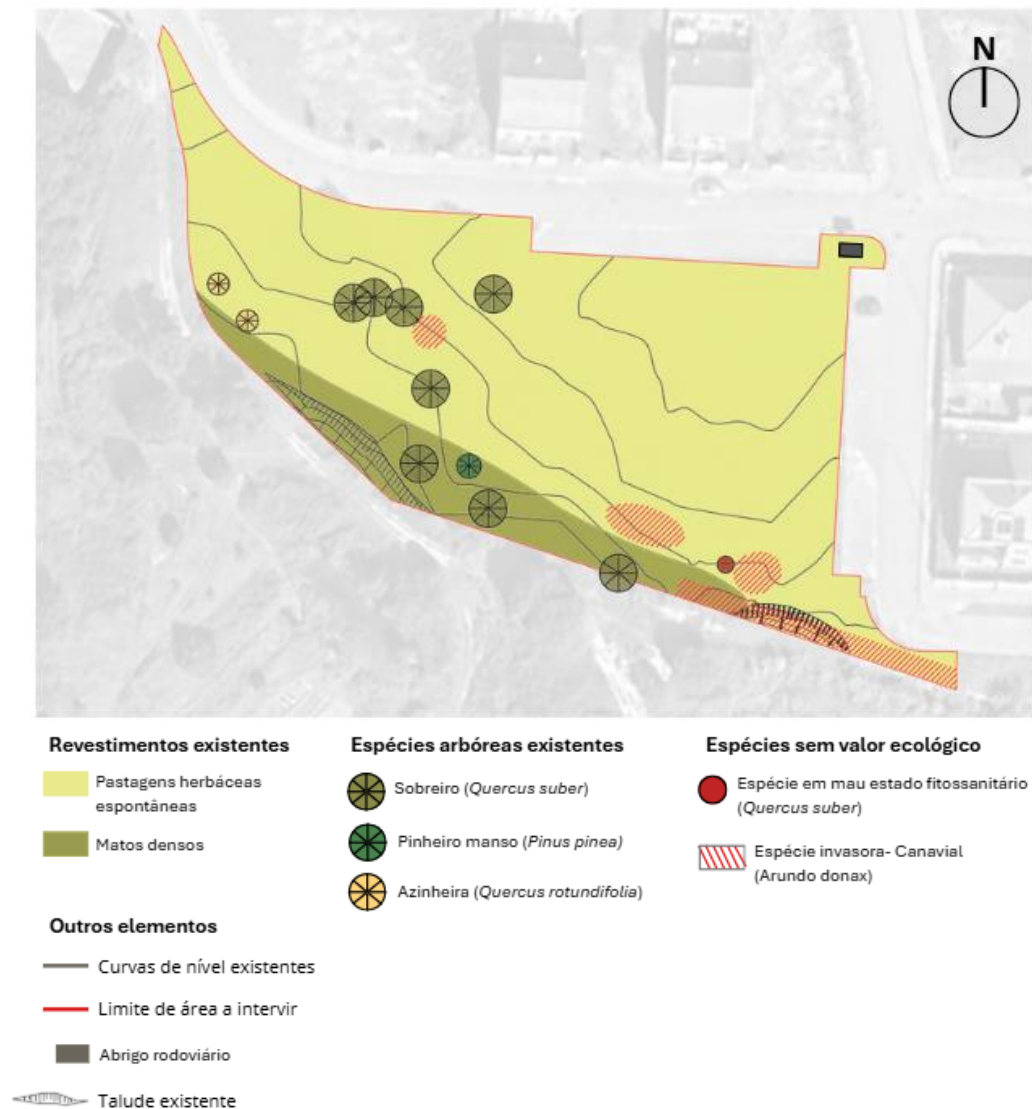 N
Revestimentos existentes
Pastagens herbáceas
espontâneas
Matos densos
Espécies arbóreas existentes
Sobreiro (Quercus suber)
Pinheiro manso (Pinus pinea)
Azinheira (Quercus rotundifolia)
Espécies sem valor ecológico
Espécie em mau estado fitossanitário
(Quercus suber)
Espécie invasora- Canavial
(Arundo donax)
Outros elementos
Curvas de nível existentes
Limite de área a intervir
Abrigo rodoviário
Talude existente